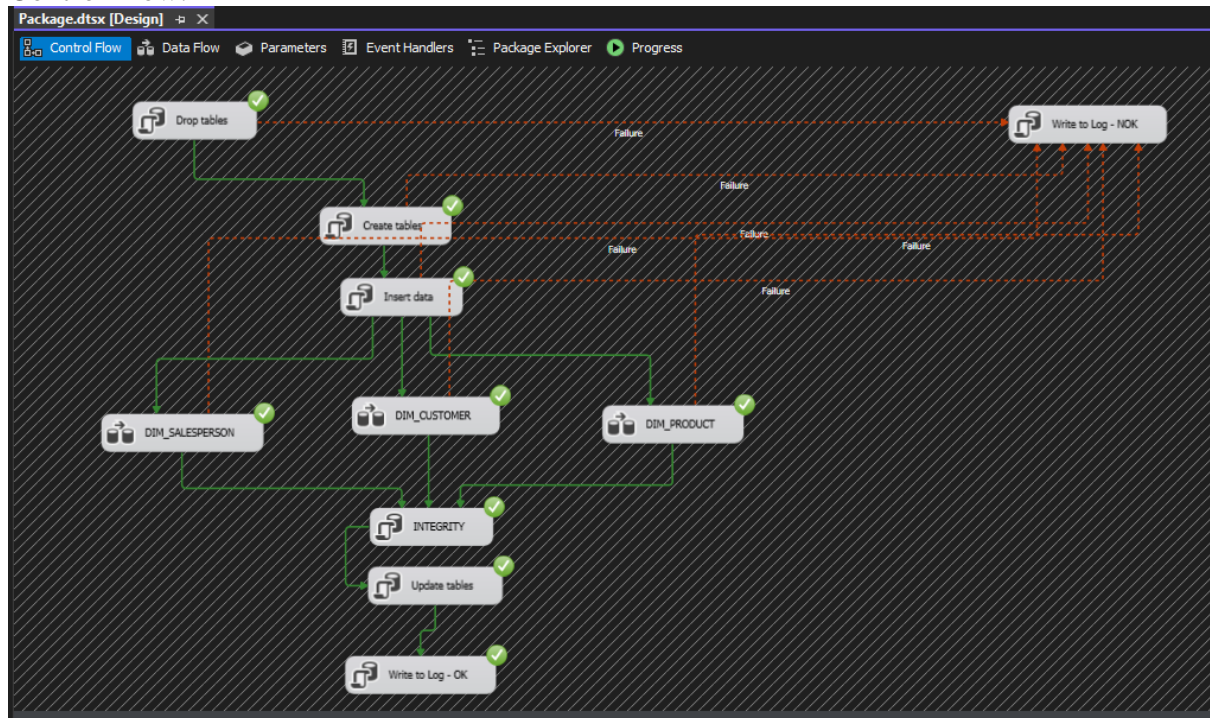 Package.dtsx [Design]
Control Flow Data Flow Parameters Event Handlers Package Explorer Progress
Drop tables
Write to Log - NOK
Failure
Failure
Create tables
Failure
Failure
Failure
Insert data
Failure
DIM_SALESPERSON
DIM_CUSTOMER
DIM_PRODUCT
INTEGRITY
Update tables
Write to Log - OK